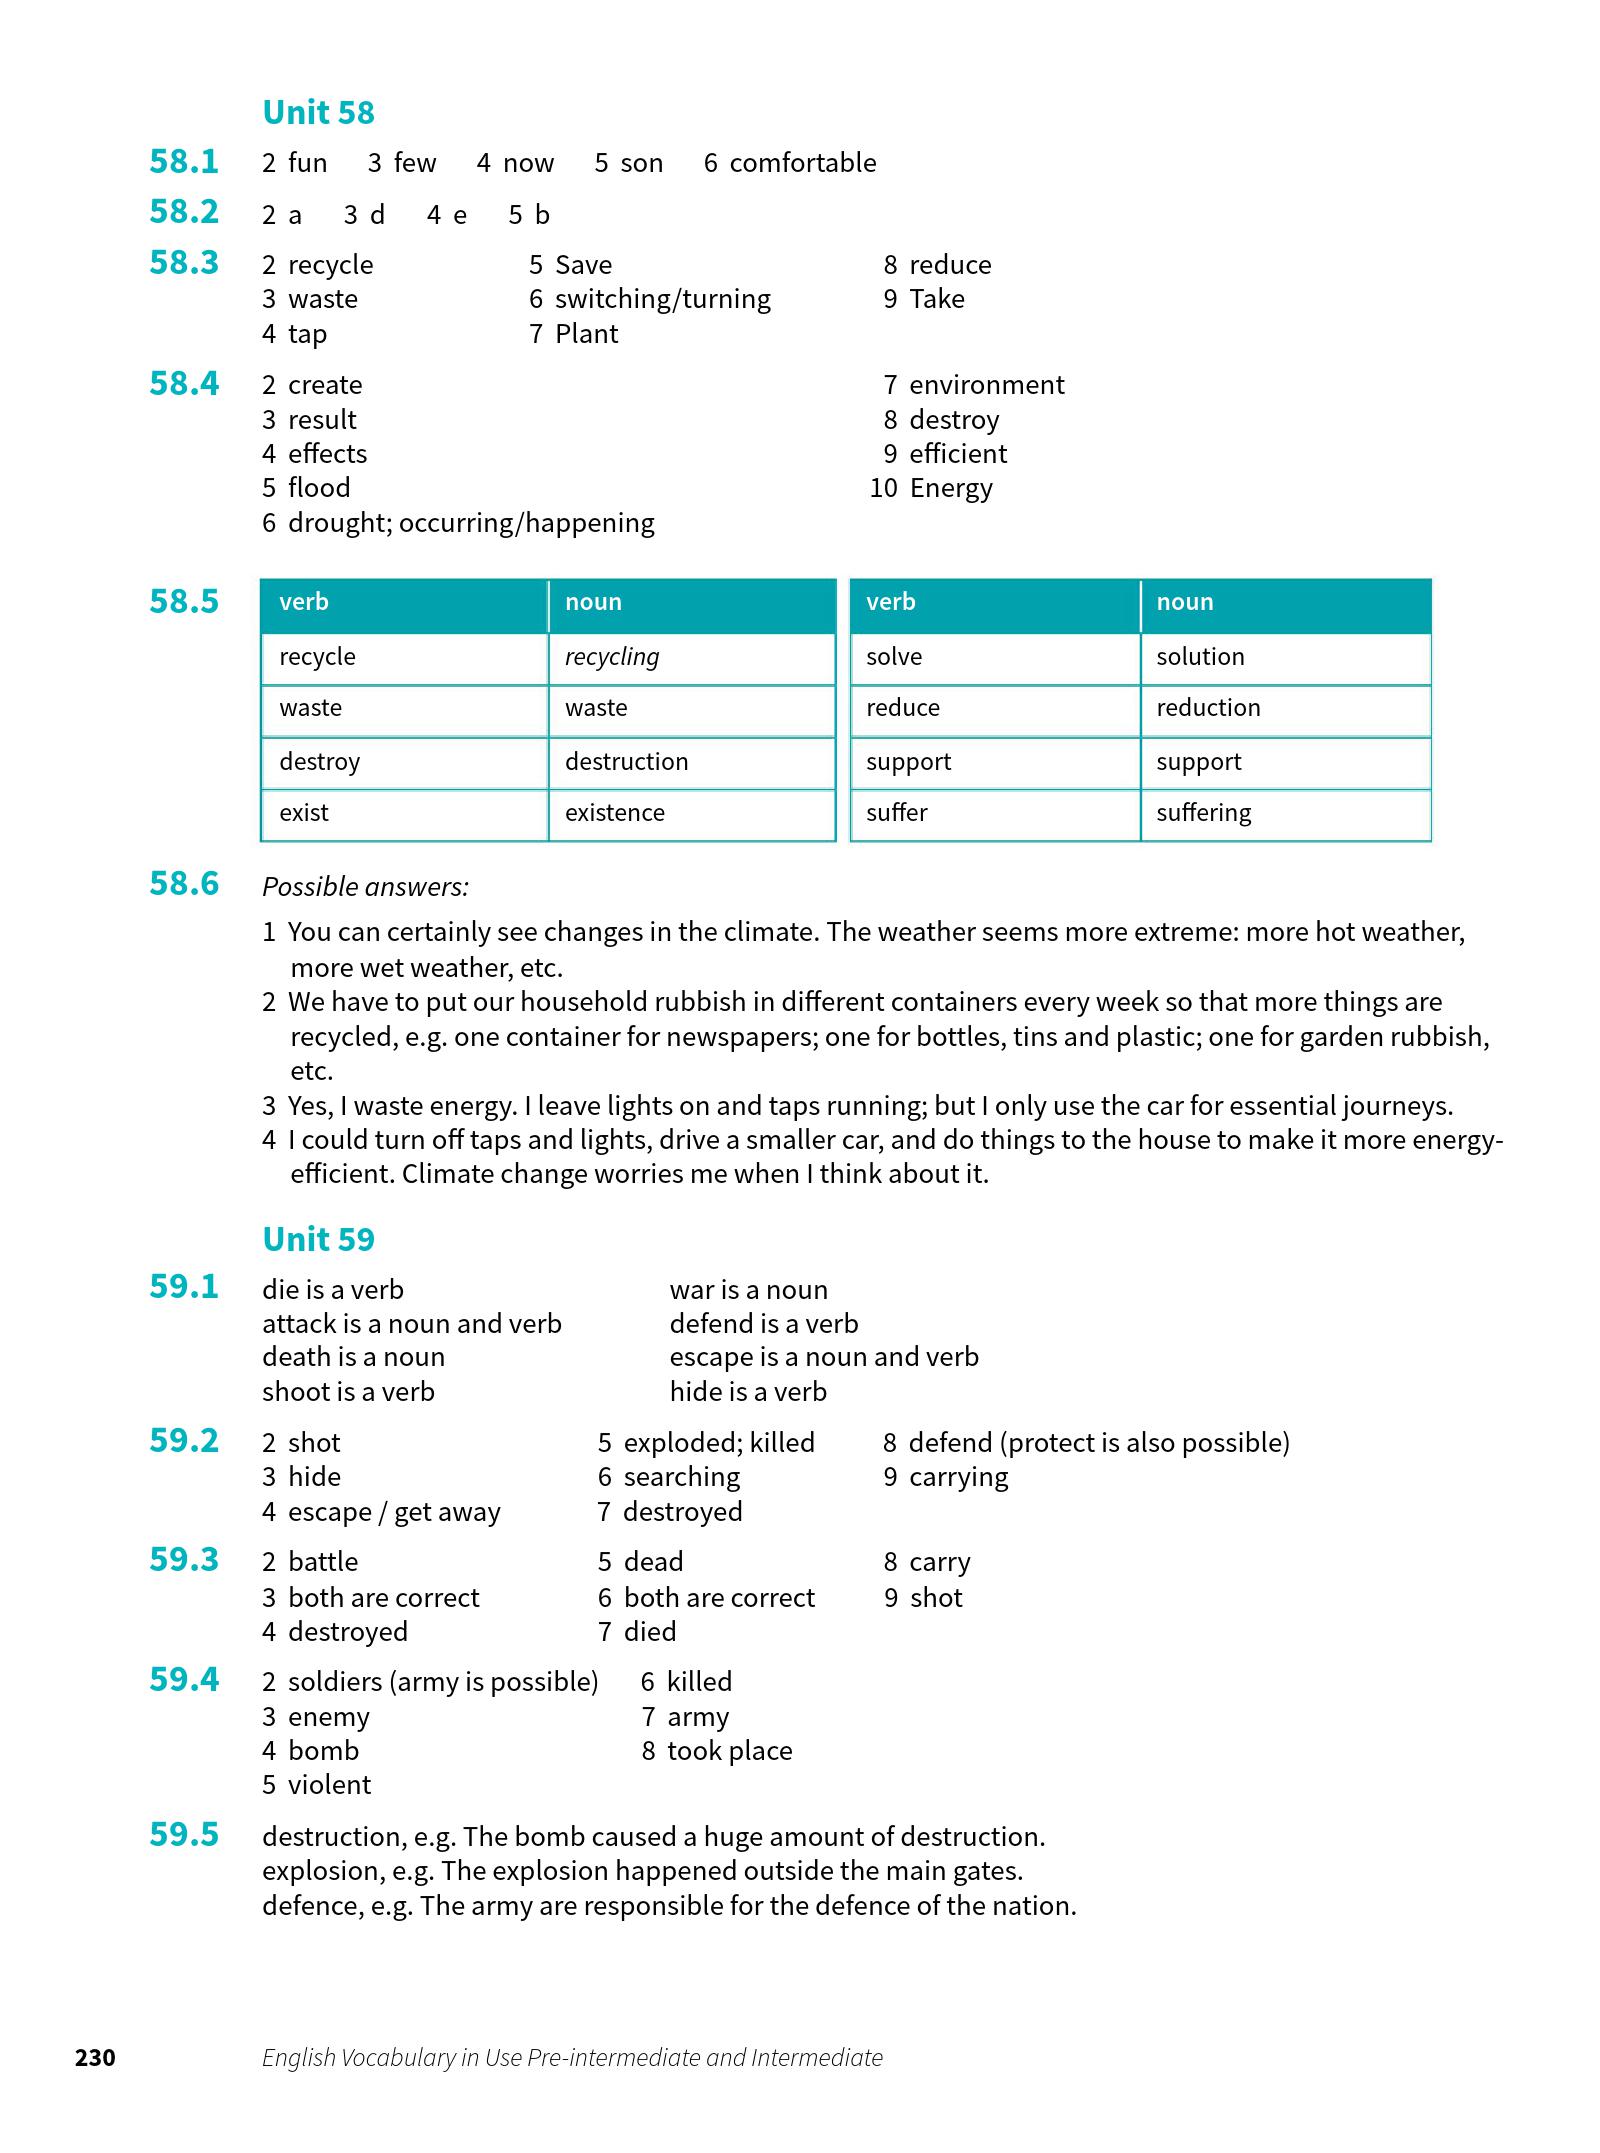 Unit 58
58.1 2 fun 3 few 4 now 5 son 6 comfortable
58.2 2 a 3 d 4 e 5 b
58.3 2 recycle 5 Save 8 reduce
3 waste 6 switching/turning 9 Take
4 tap 7 Plant
58.4 2 create 7 environment
3 result 8 destroy
4 effects 9 efficient
5 flood 10 Energy
6 drought; occurring/happening
58.5 verb noun verb noun
recycle recycling solve solution
waste waste reduce reduction
destroy destruction support support
exist existence suffer suffering
58.6 Possible answers:
1 You can certainly see changes in the climate. The weather seems more extreme: more hot weather,
more wet weather, etc.
2 We have to put our household rubbish in different containers every week so that more things are
recycled, e.g. one container for newspapers; one for bottles, tins and plastic; one for garden rubbish,
etc.
3 Yes, I waste energy. I leave lights on and taps running; but I only use the car for essential journeys.
4 I could turn off taps and lights, drive a smaller car, and do things to the house to make it more energy-
efficient. Climate change worries me when I think about it.
Unit 59
59.1 die is a verb war is a noun
attack is a noun and verb defend is a verb
death is a noun escape is a noun and verb
shoot is a verb hide is a verb
59.2 2 shot 5 exploded; killed 8 defend (protect is also possible)
3 hide 6 searching 9 carrying
4 escape / get away 7 destroyed
59.3 2 battle 5 dead 8 carry
3 both are correct 6 both are correct 9 shot
4 destroyed 7 died
59.4 2 soldiers (army is possible) 6 killed
3 enemy 7 army
4 bomb 8 took place
5 violent
59.5 destruction, e.g. The bomb caused a huge amount of destruction.
explosion, e.g. The explosion happened outside the main gates.
defence, e.g. The army are responsible for the defence of the nation.
230 English Vocabulary in Use Pre-intermediate and Intermediate